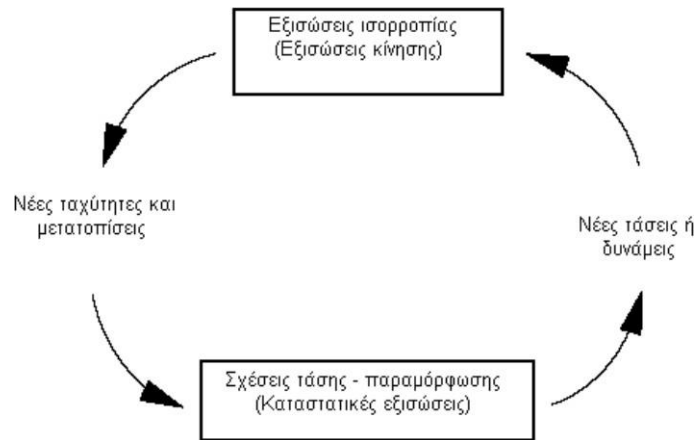 Εξισώσεις ισορροπίας
(Εξισώσεις κίνησης)
Νέες ταχύτητες και
μετατοπίσεις
Νέες τάσεις ή
δυνάμεις
Σχέσεις τάσης - παραμόρφωσης
(Καταστατικές εξισώσεις)